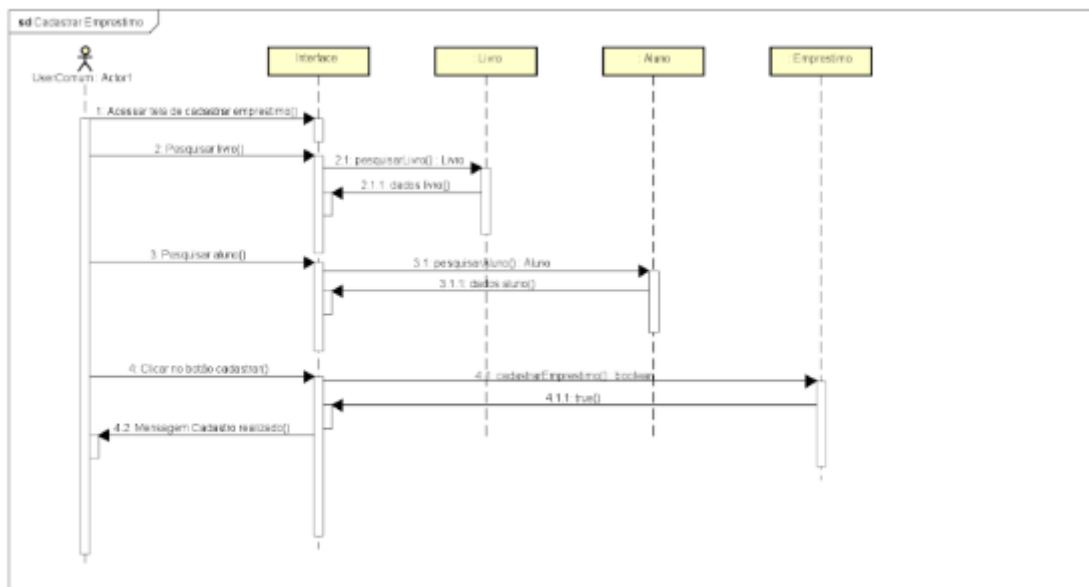 sd Cadastrar Emprestimo
UserComum : Actor1
Interface
: Livro
: Aluno
: Emprestimo
1: Acessar tela de cadastrar emprestimo()
2: Pesquisar livro()
2.1: pesquisarLivro() : Livro
2.1.1: dados livro()
3: Pesquisar aluno()
3.1: pesquisarAluno() : Aluno
3.1.1: dados aluno()
4: Clicar no botão cadastrar()
4.1: cadastrarEmprestimo() : boolean
4.1.1: true()
4.2: Mensagem Cadastro realizado()